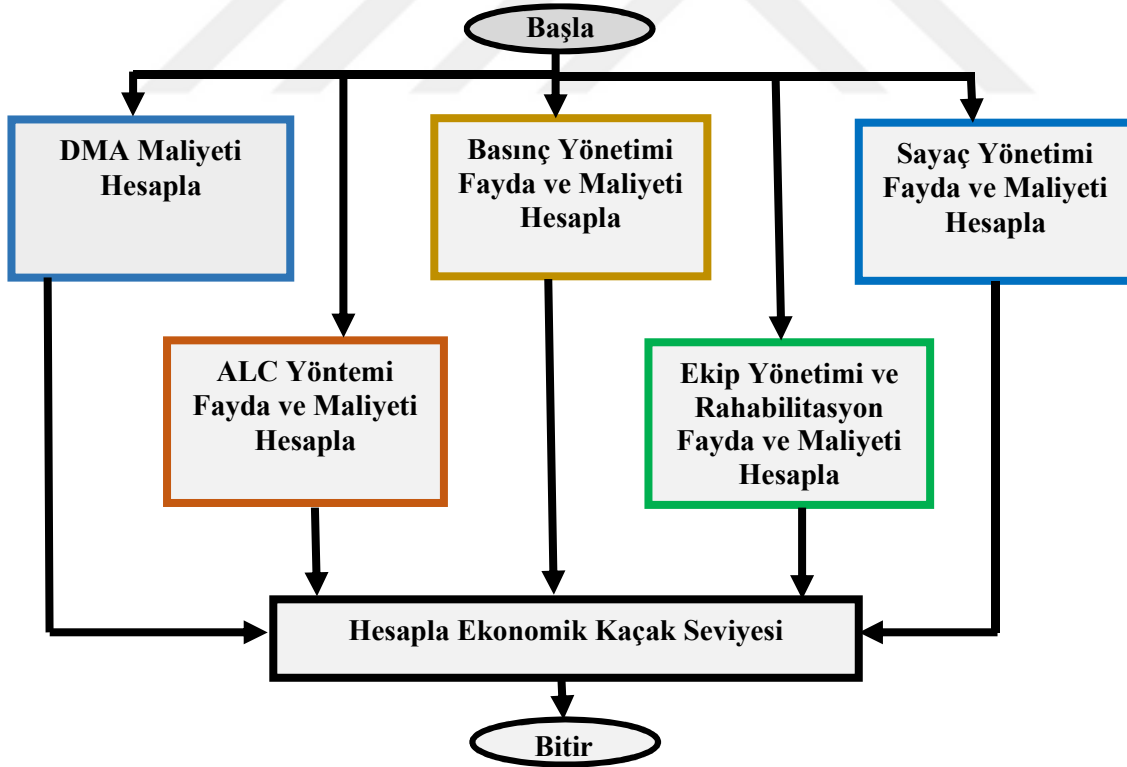 Başla
DMA Maliyeti
Hesapla
Basınç Yönetimi
Fayda ve Maliyeti
Hesapla
Sayaç Yönetimi
Fayda ve Maliyeti
Hesapla
ALC Yöntemi
Fayda ve Maliyeti
Hesapla
Ekip Yönetimi ve
Rahabilitasyon
Fayda ve Maliyeti
Hesapla
Hesapla Ekonomik Kaçak Seviyesi
Bitir